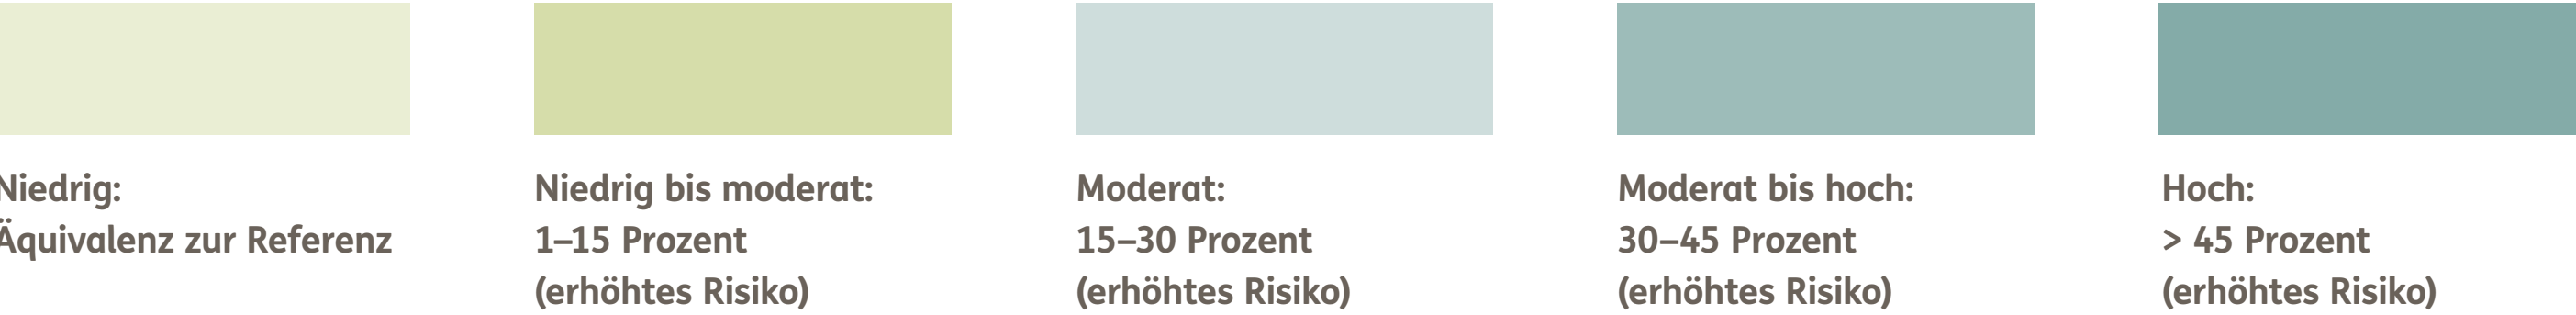 Niedrig:
Äquivalenz zur Referenz
Niedrig bis moderat:
1–15 Prozent
(erhöhtes Risiko)
Moderat:
15–30 Prozent
(erhöhtes Risiko)
Moderat bis hoch:
30–45 Prozent
(erhöhtes Risiko)
Hoch:
> 45 Prozent
(erhöhtes Risiko)